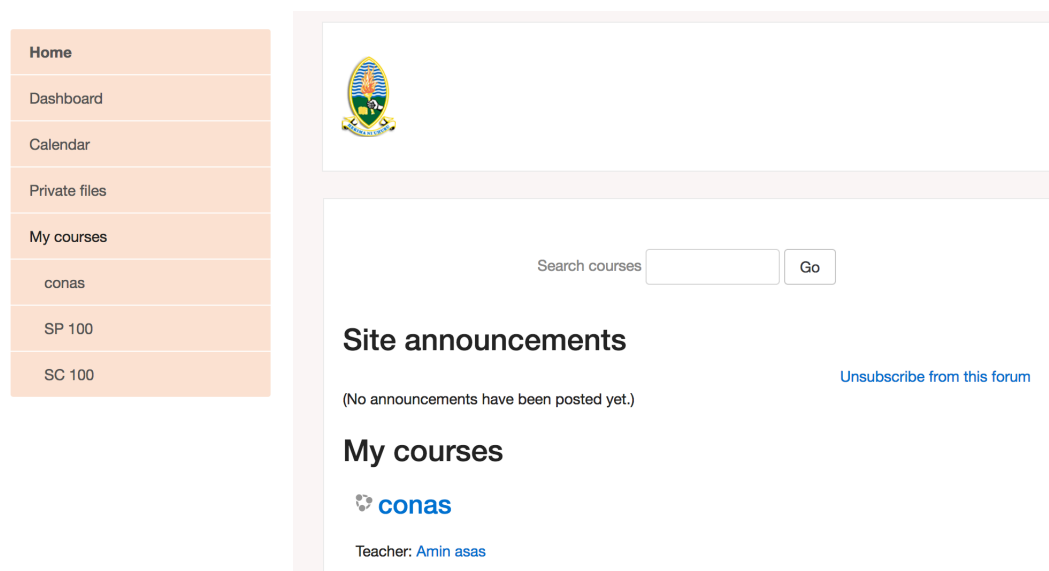 Home
Dashboard
Calendar
Private files
My courses
conas
SP 100
SC 100
Search courses
Go
Site announcements
Unsubscribe from this forum
(No announcements have been posted yet.)
My courses
conas
Teacher: Amin asas